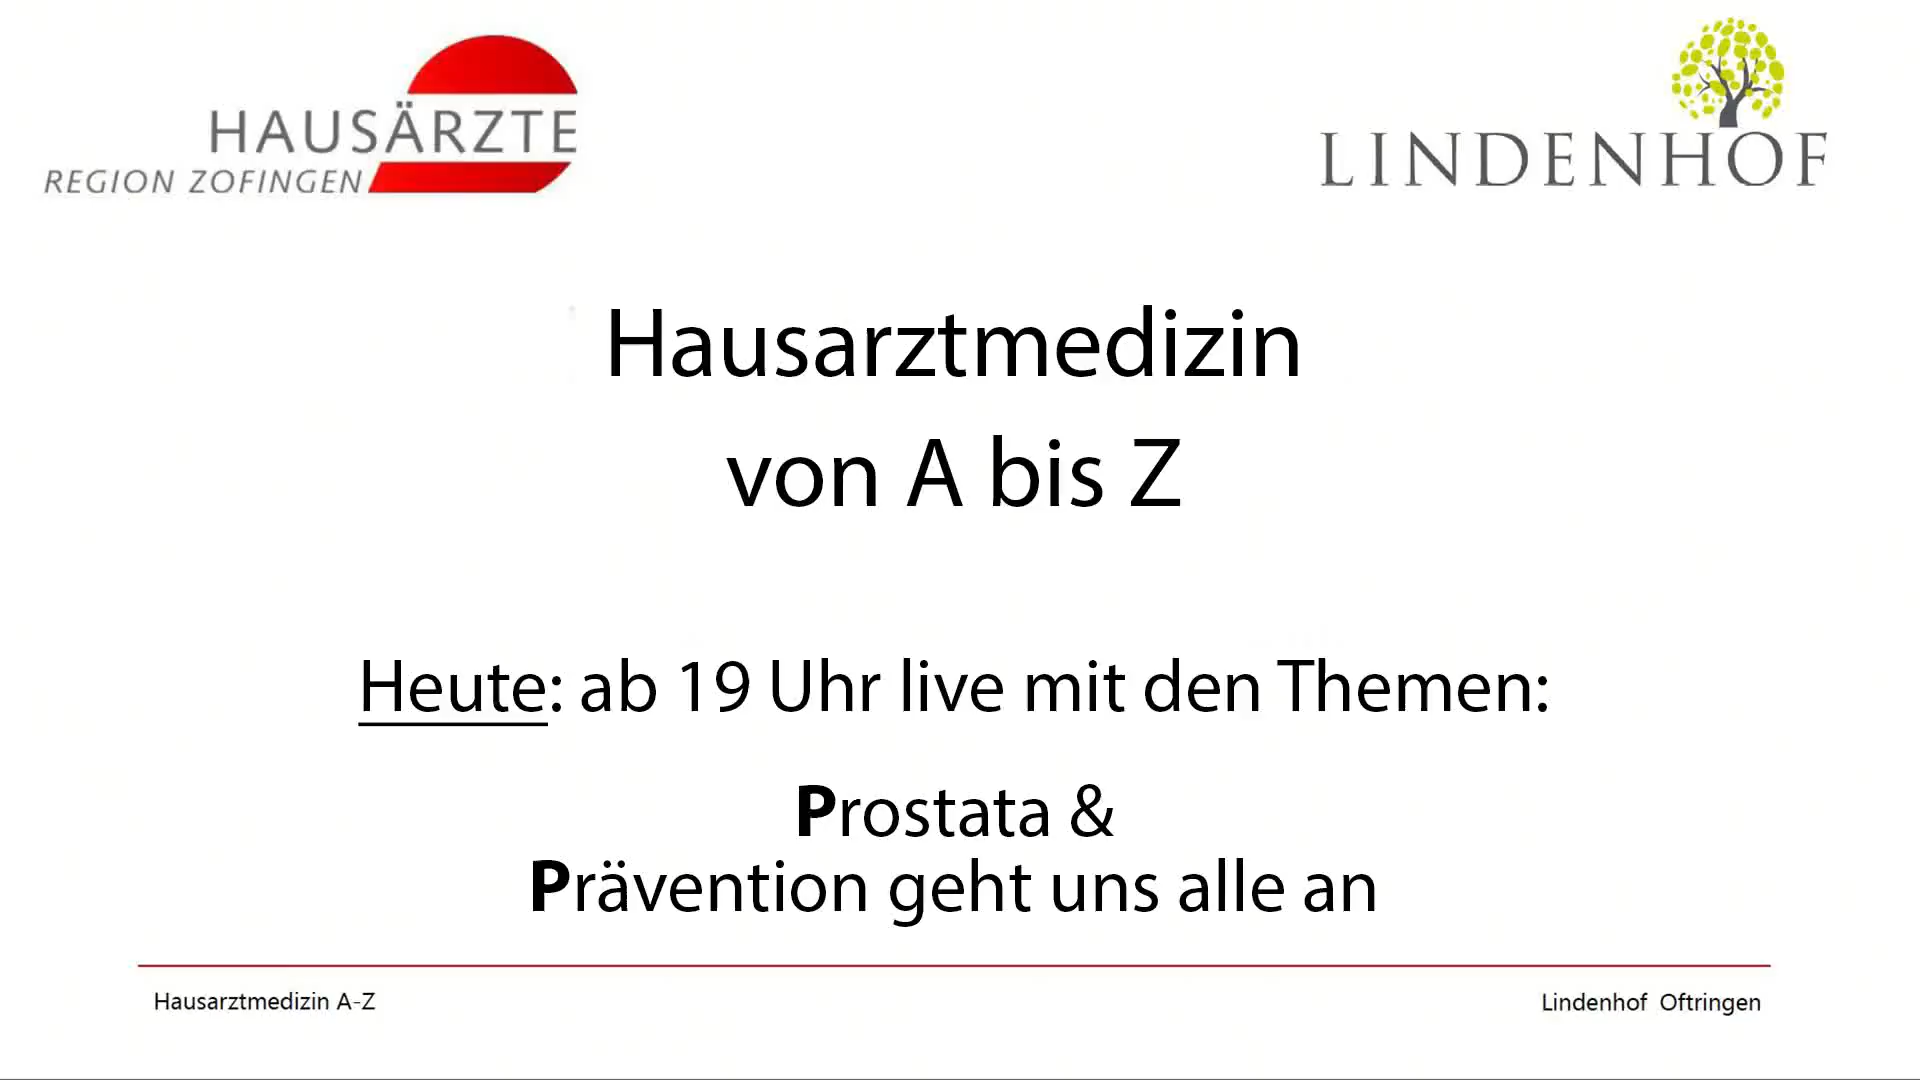 HAUSÄRZTE
REGION ZOFINGEN
LINDENHOF
Hausarztmedizin
von A bis Z
Heute: ab 19 Uhr live mit den Themen:
Prostata &
Prävention geht uns alle an
Hausarztmedizin A-Z
Lindenhof Oftringen